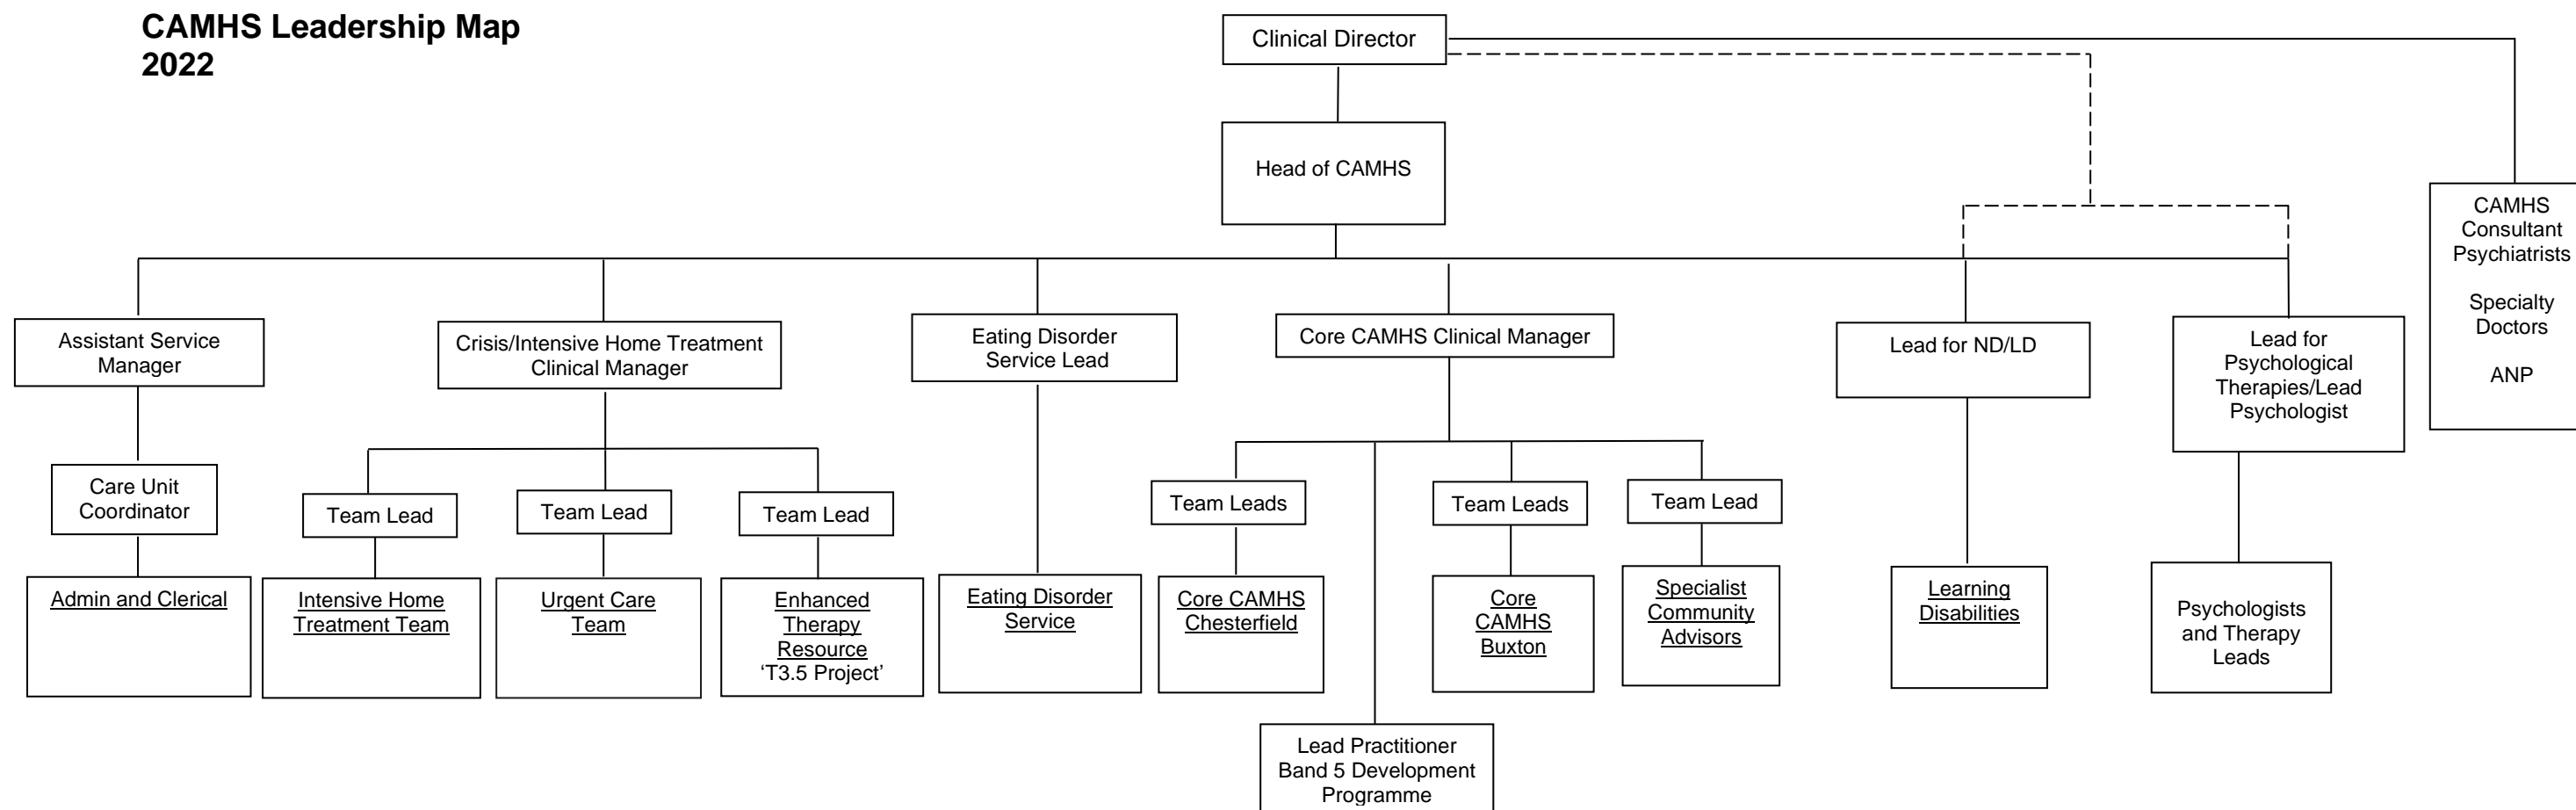 CAMHS Leadership Map
2022
Clinical Director
Head of CAMHS
CAMHS
Consultant
Psychiatrists
Specialty
Doctors
ANP
Assistant Service
Manager
Crisis/Intensive Home Treatment
Clinical Manager
Eating Disorder
Service Lead
Core CAMHS Clinical Manager
Lead for ND/LD
Lead for
Psychological
Therapies/Lead
Psychologist
Care Unit
Coordinator
Team Lead
Team Lead
Team Lead
Team Leads
Team Leads
Team Lead
Admin and Clerical
Intensive Home
Treatment Team
Urgent Care
Team
Enhanced
Therapy
Resource
‘T3.5 Project’
Eating Disorder
Service
Core CAMHS
Chesterfield
Core
CAMHS
Buxton
Specialist
Community
Advisors
Learning
Disabilities
Psychologists
and Therapy
Leads
Lead Practitioner
Band 5 Development
Programme